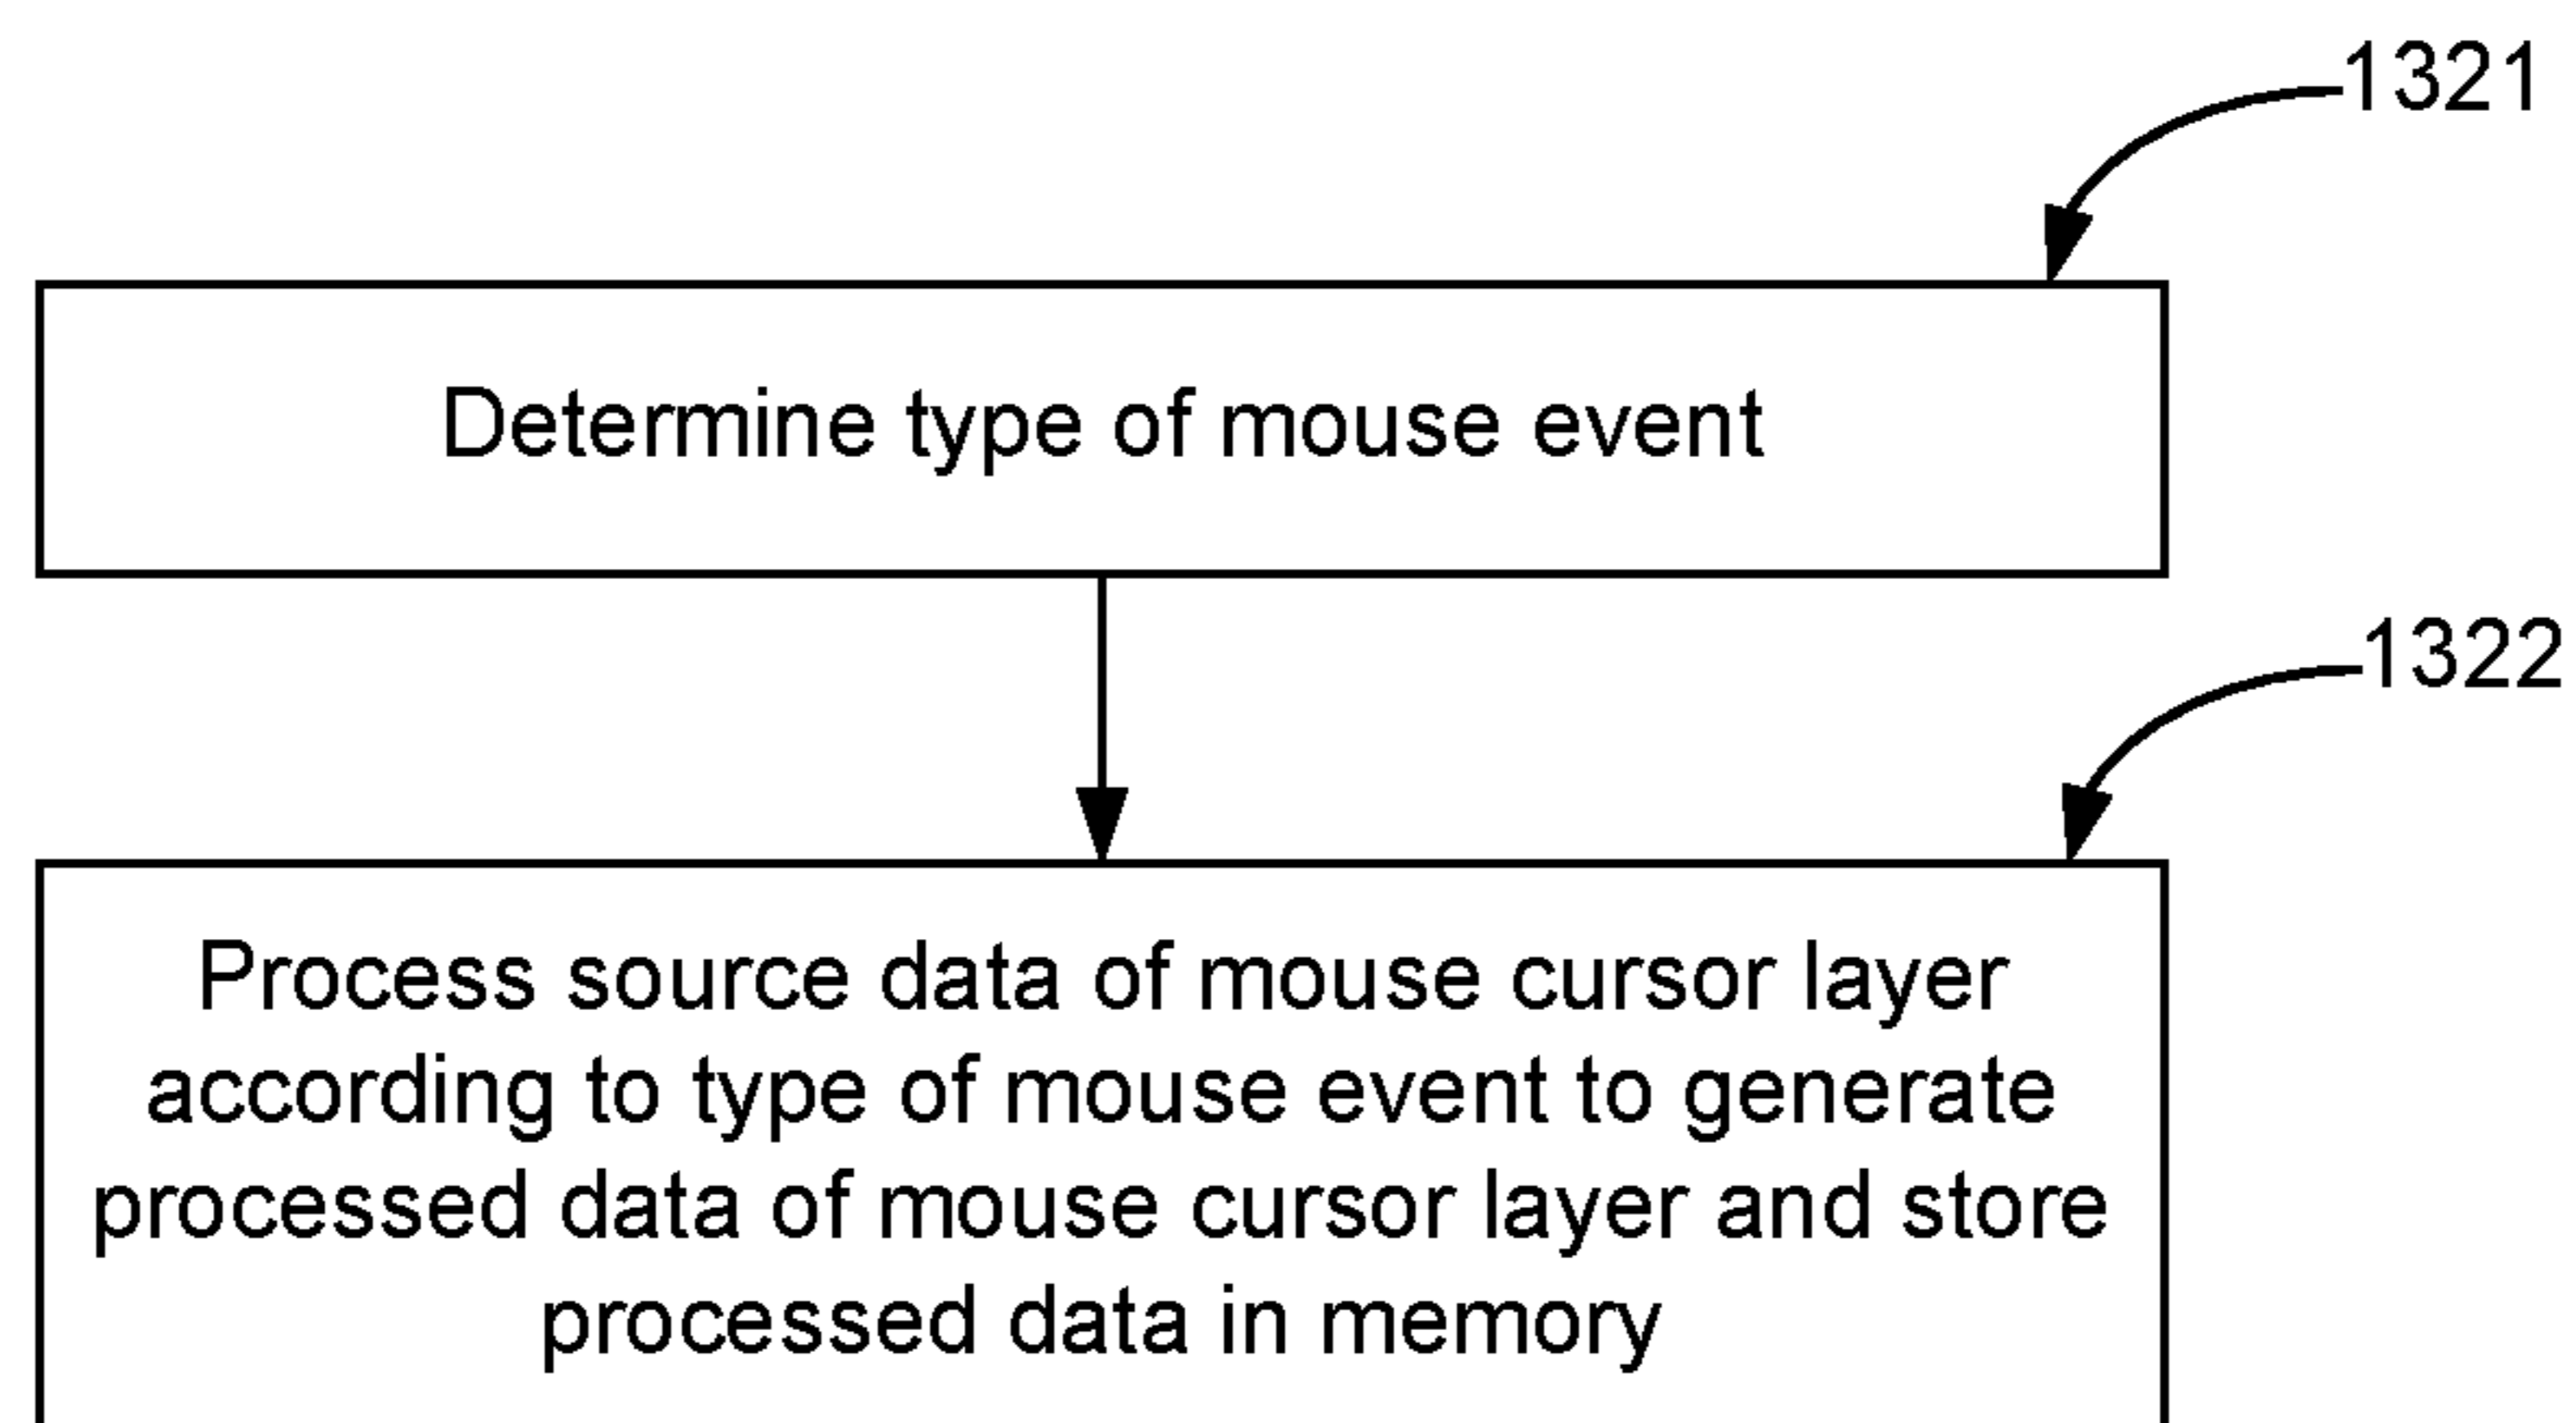 1321
Determine type of mouse event
1322
Process source data of mouse cursor layer
according to type of mouse event to generate
processed data of mouse cursor layer and store
processed data in memory